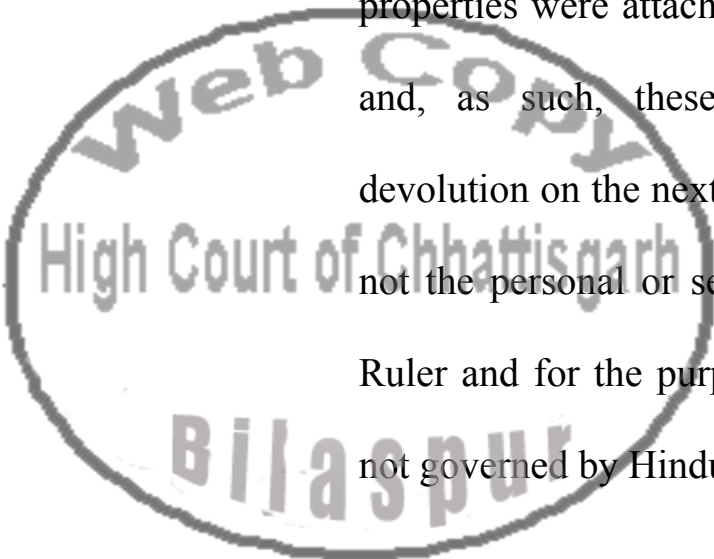 properties were attach
Web Copy
and, as such, these
devolution on the next
High Court of Chhattisgarh
not the personal or se
Ruler and for the purp
Bilaspur
not governed by Hindu